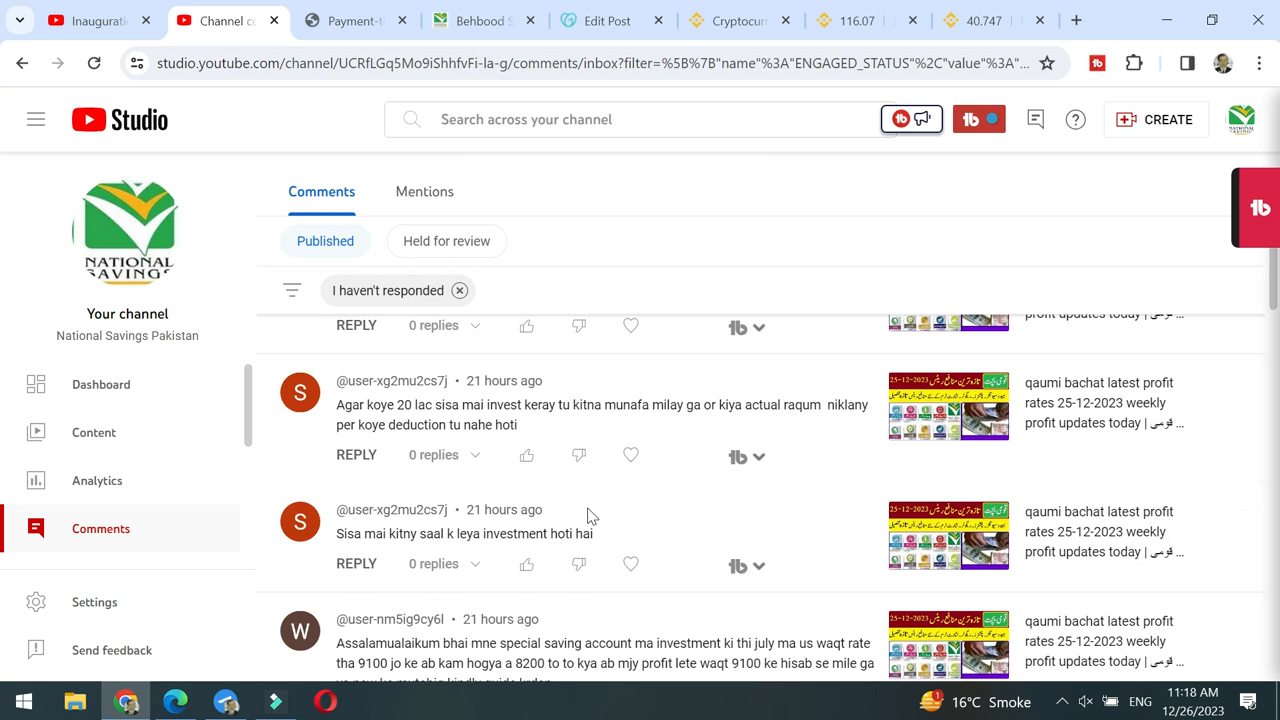 Inaugurati
Channel co
Payment-t
Behbood S
Edit Post
Cryptocurr
116.07
40.747
studio.youtube.com/channel/UCRfLGq5Mo9iShhfvFi-la-g/comments/inbox?filter=%5B%7B"name"%3A"ENGAGED_STATUS"%2C"value"%3A"...
Studio
Search across your channel
CREATE
NATIONAL
SAVINGS
Your channel
National Savings Pakistan
Dashboard
Content
Analytics
Comments
Settings
Send feedback
Comments
Mentions
Published
Held for review
I haven't responded
REPLY
0 replies
profit updates today | قومی ...
@user-xg2mu2cs7j • 21 hours ago
Agar koye 20 lac sisa mai invest keray tu kitna munafa milay ga or kiya actual raqum niklany
per koye deduction tu nahe hoti
REPLY
0 replies
qaumi bachat latest profit
rates 25-12-2023 weekly
profit updates today | قومی ...
@user-xg2mu2cs7j • 21 hours ago
Sisa mai kitny saal k leya investment hoti hai
REPLY
0 replies
qaumi bachat latest profit
rates 25-12-2023 weekly
profit updates today | قومی ...
@user-nm5ig9cy6l • 21 hours ago
Assalamualaikum bhai mne special saving account ma investment ki thi july ma us waqt rate
tha 9100 jo ke ab kam hogya a 8200 to to kya ab mjy profit lete waqt 9100 ke hisab se mile ga
qaumi bachat latest profit
rates 25-12-2023 weekly
profit updates today | قومی ...
16°C Smoke
ENG
11:18 AM
12/26/2023